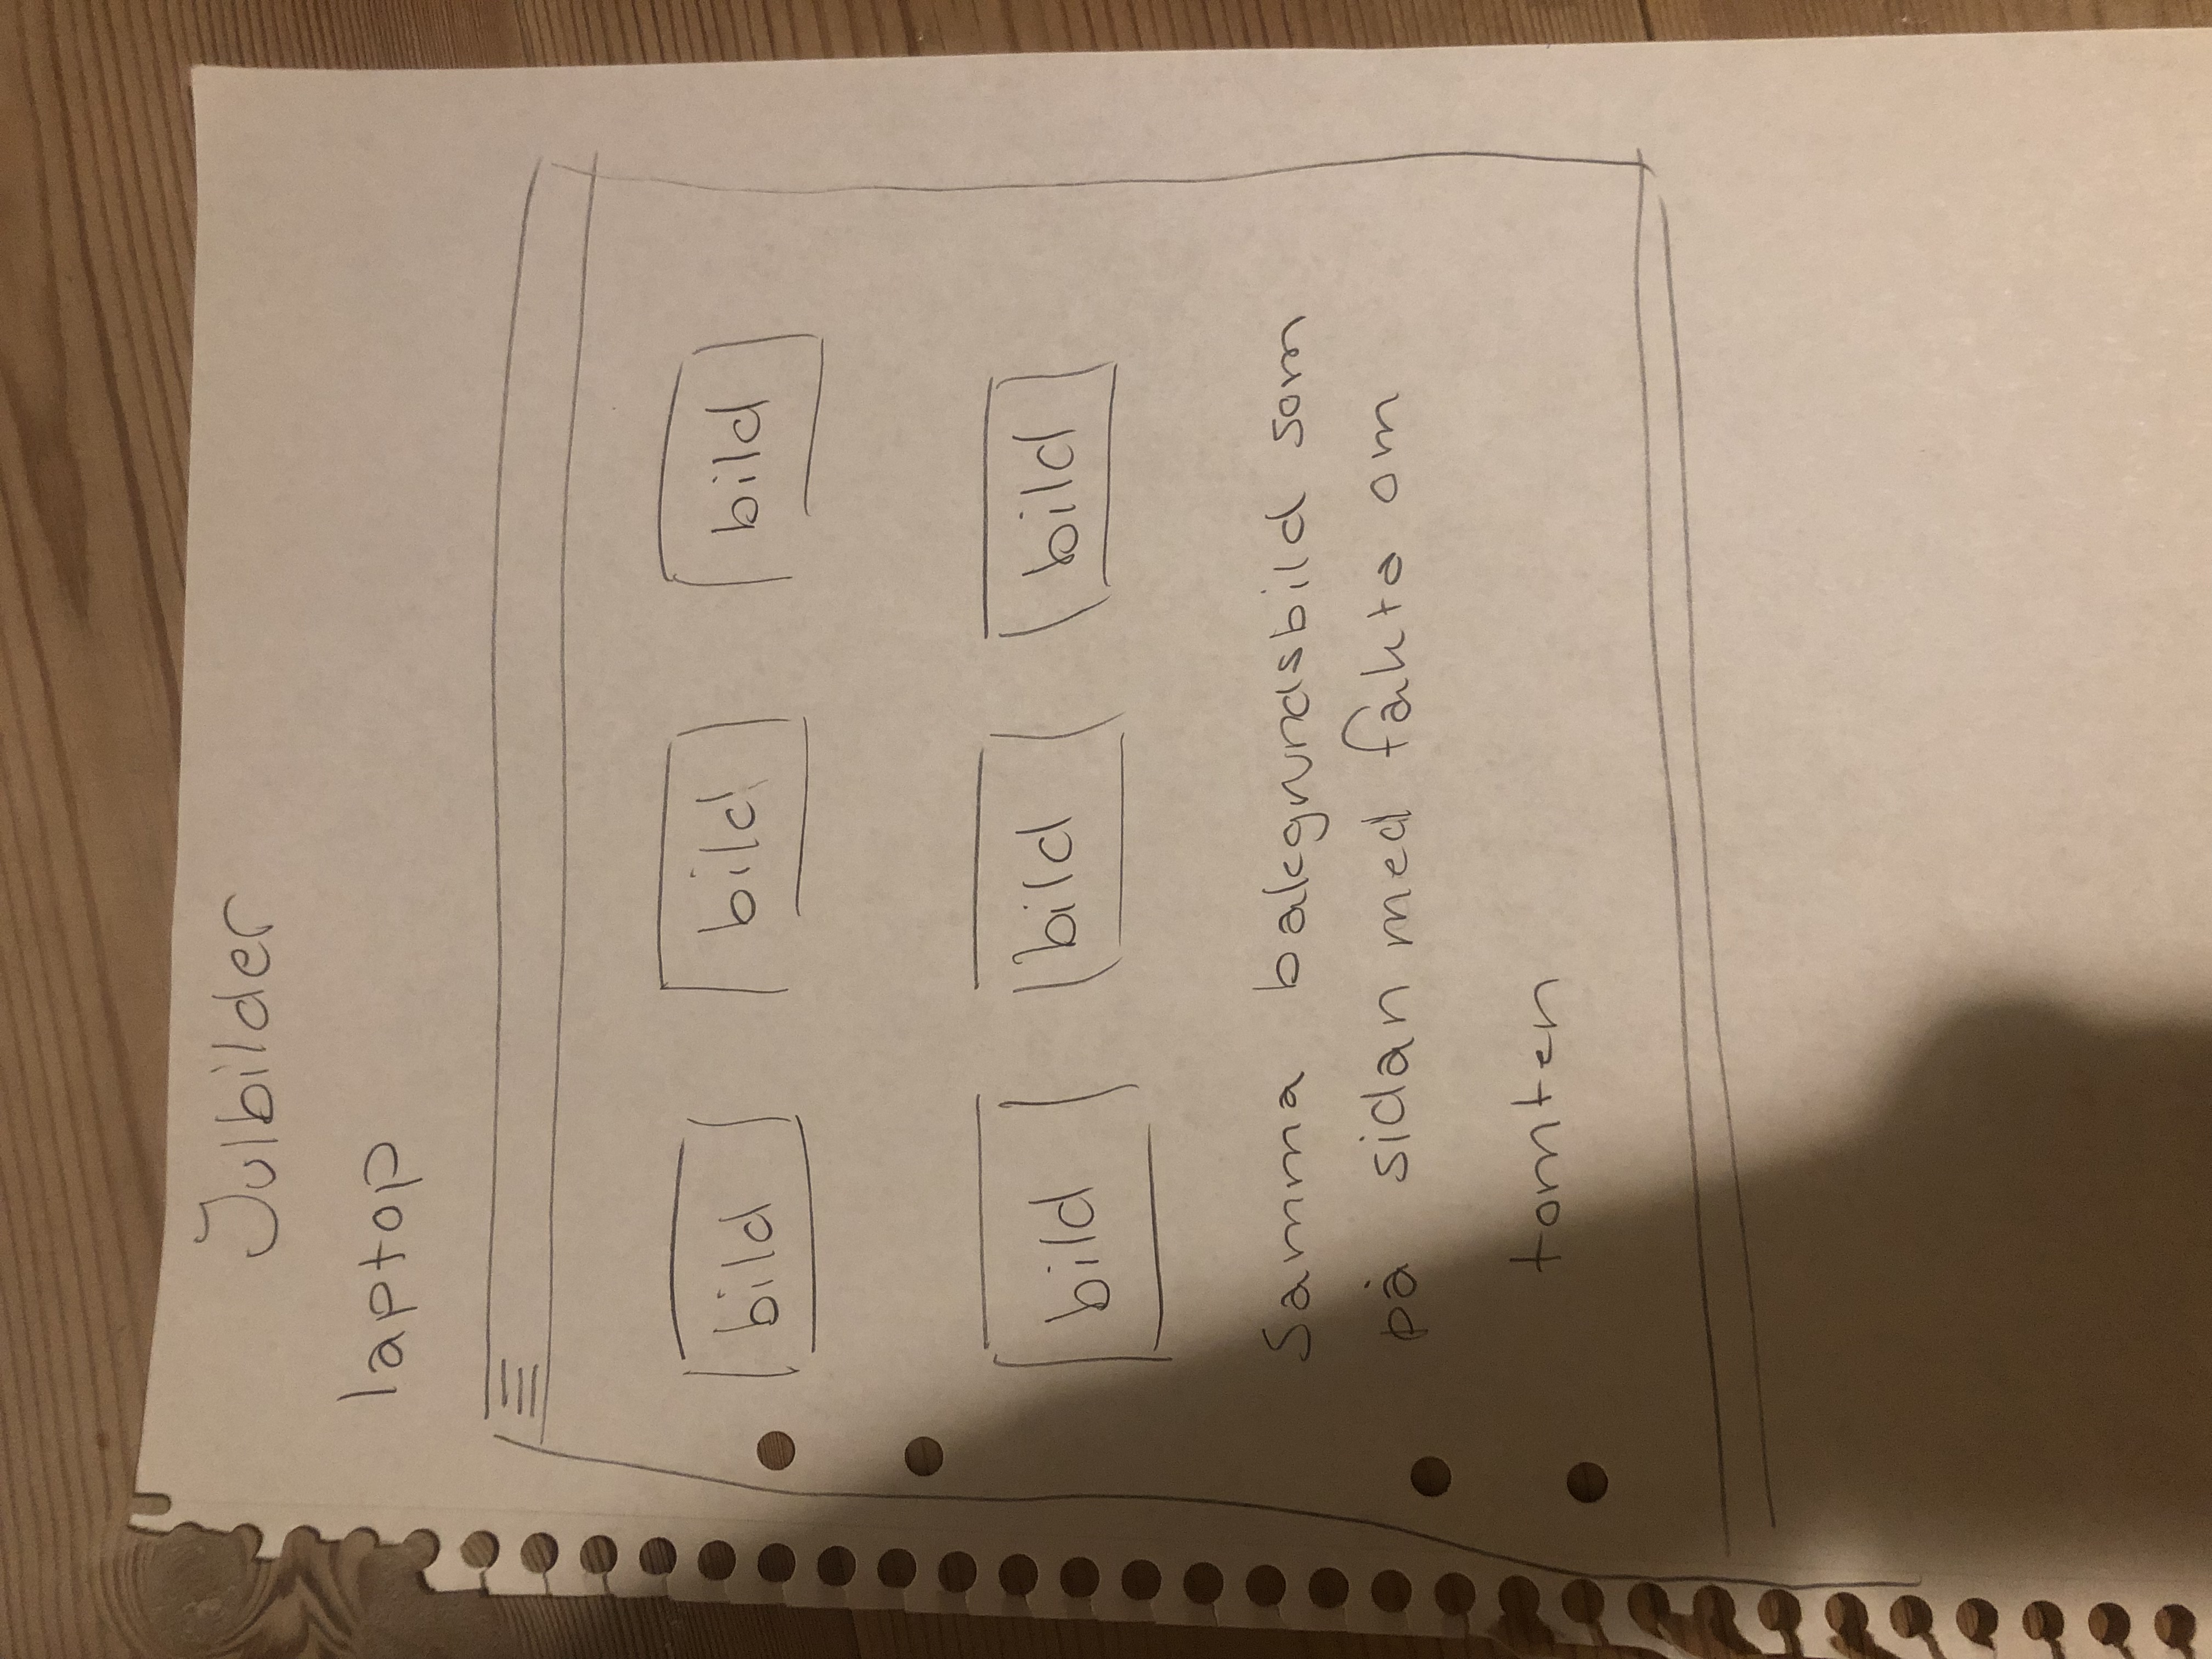 Julbilder
laptop
bild bild bild
bild bild bild
Samma bakgrundsbild som
på sidan med fakta om
tomten